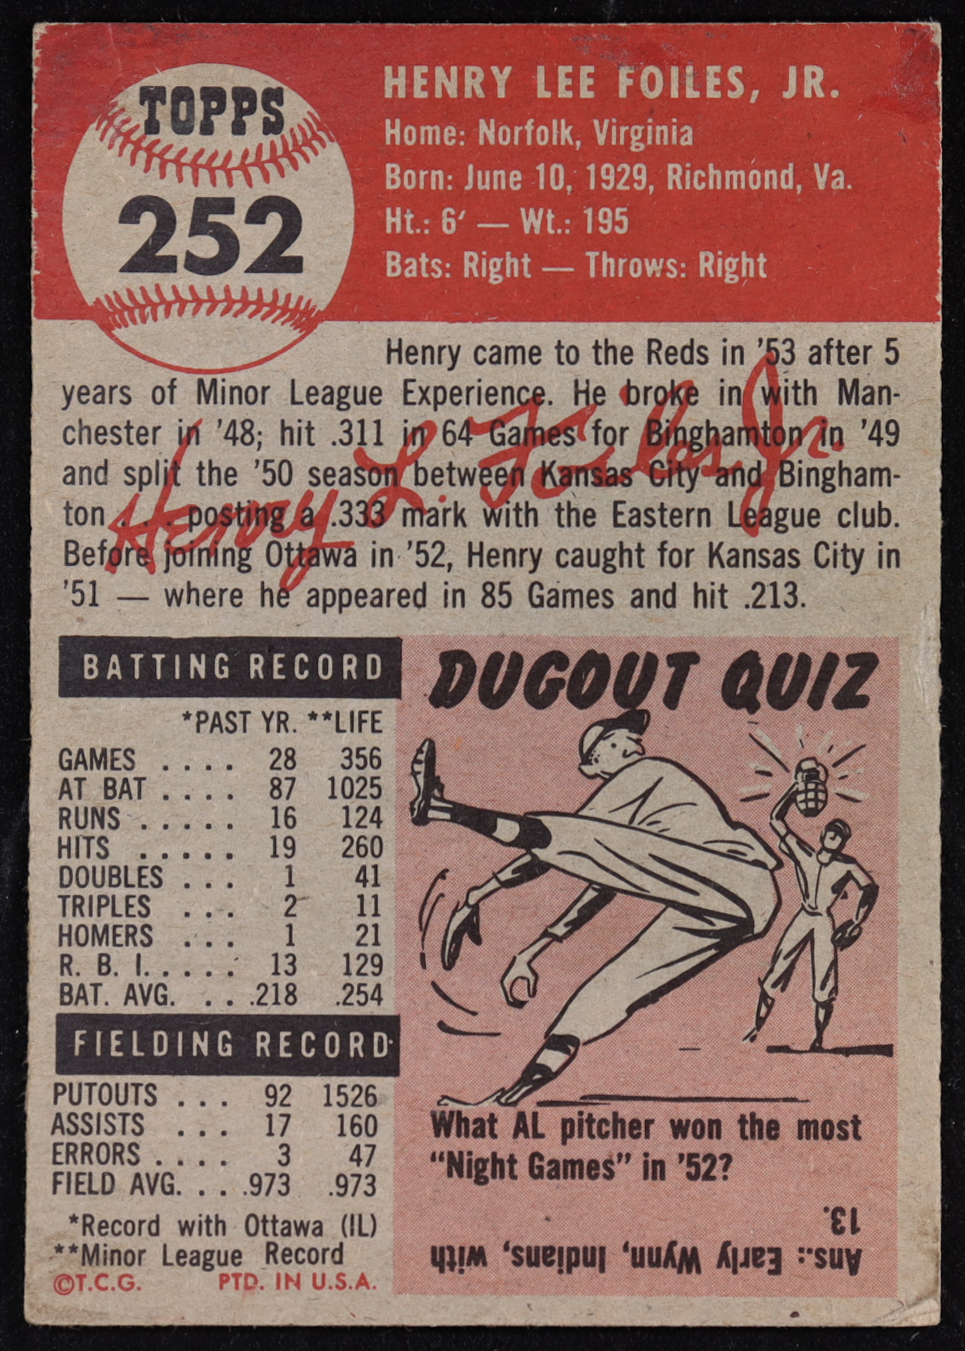 TOPPS
252
HENRY LEE FOILES, JR.
Home: Norfolk, Virginia
Born: June 10, 1929, Richmond, Va.
Ht.: 6' — Wt.: 195
Bats: Right — Throws: Right
Henry came to the Reds in '53 after 5
years of Minor League Experience. He broke in with Man-
chester in '48; hit .311 in 64 Games for Binghamton in '49
and split the '50 season between Kansas City and Bingham-
ton . . . posting a .333 mark with the Eastern League club.
Before joining Ottawa in '52, Henry caught for Kansas City in
'51 — where he appeared in 85 Games and hit .213.
Henry L. Foiles Jr.
BATTING RECORD
*PAST YR. **LIFE
GAMES . . . . 28 356
AT BAT . . . . 87 1025
RUNS . . . . . 16 124
HITS . . . . . 19 260
DOUBLES . . . 1 41
TRIPLES . . . 2 11
HOMERS . . . 1 21
R. B. I. . . . . 13 129
BAT. AVG. . . .218 .254
FIELDING RECORD
PUTOUTS . . . 92 1526
ASSISTS . . . 17 160
ERRORS . . . . 3 47
FIELD AVG. . . .973 .973
*Record with Ottawa (IL)
**Minor League Record
©T.C.G. PTD. IN U.S.A.
DUGOUT QUIZ
What AL pitcher won the most
"Night Games" in '52?
Ans.: Early Wynn, Indians, with
13.